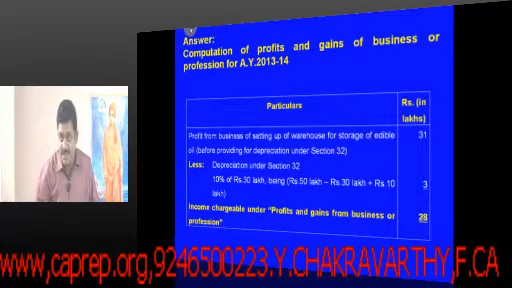 Answer:
Computation of profits and gains of business or
profession for A.Y.2013-14
Particulars Rs. (in
lakhs)
Profit from business of setting up of warehouse for storage of edible 31
oil (before providing for depreciation under Section 32)
Less: Depreciation under Section 32
10% of Rs.30 lakh, being (Rs.50 lakh – Rs.30 lakh + Rs.10 3
lakh)
Income chargeable under "Profits and gains from business or 28
profession"
www,caprep.org,9246500223.Y.CHAKRAVARTHY,F.CA